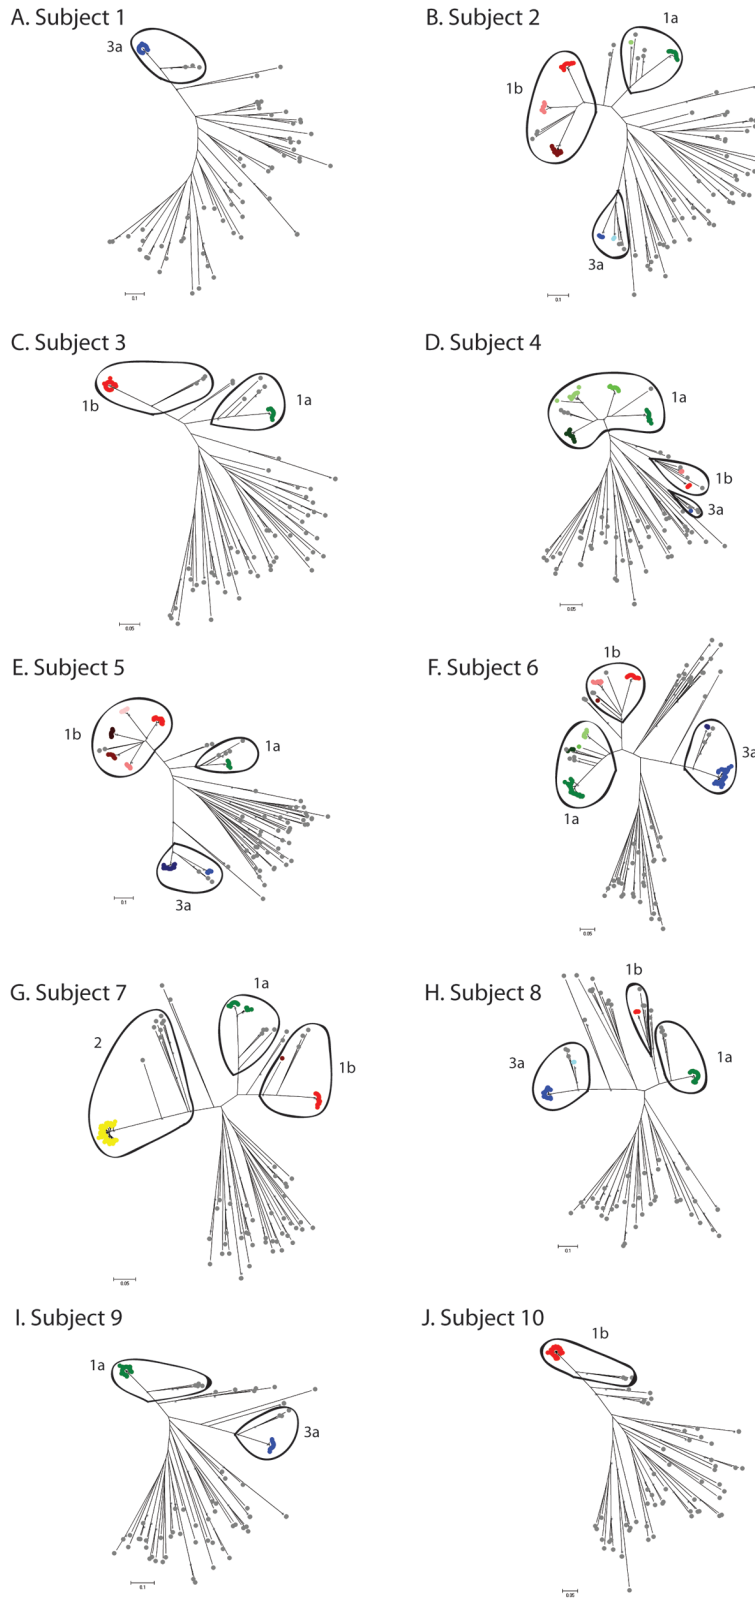 A. Subject 1
3a
0.1
B. Subject 2
1a
1b
3a
0.1
C. Subject 3
1b
1a
0.05
D. Subject 4
1a
1b
3a
0.05
E. Subject 5
1b
1a
3a
0.1
F. Subject 6
1b
3a
1a
0.05
G. Subject 7
1a
2
1b
0.05
H. Subject 8
1b
3a
1a
0.1
I. Subject 9
1a
3a
0.1
J. Subject 10
1b
0.05